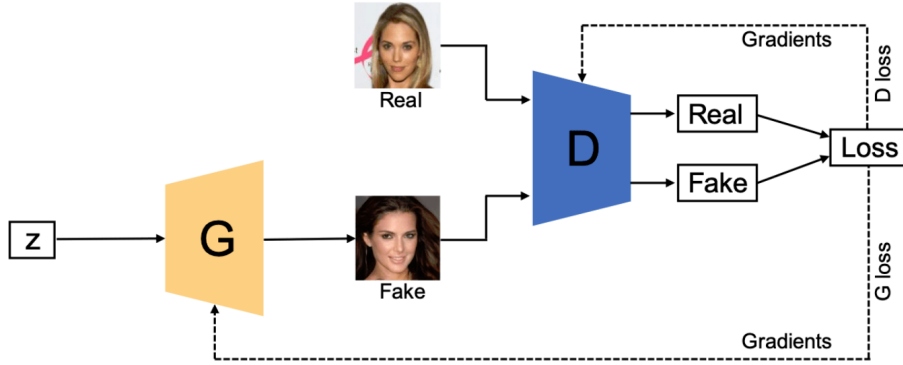 Gradients
D loss
Real
Real
D
Loss
Fake
z
G
Fake
G loss
Gradients